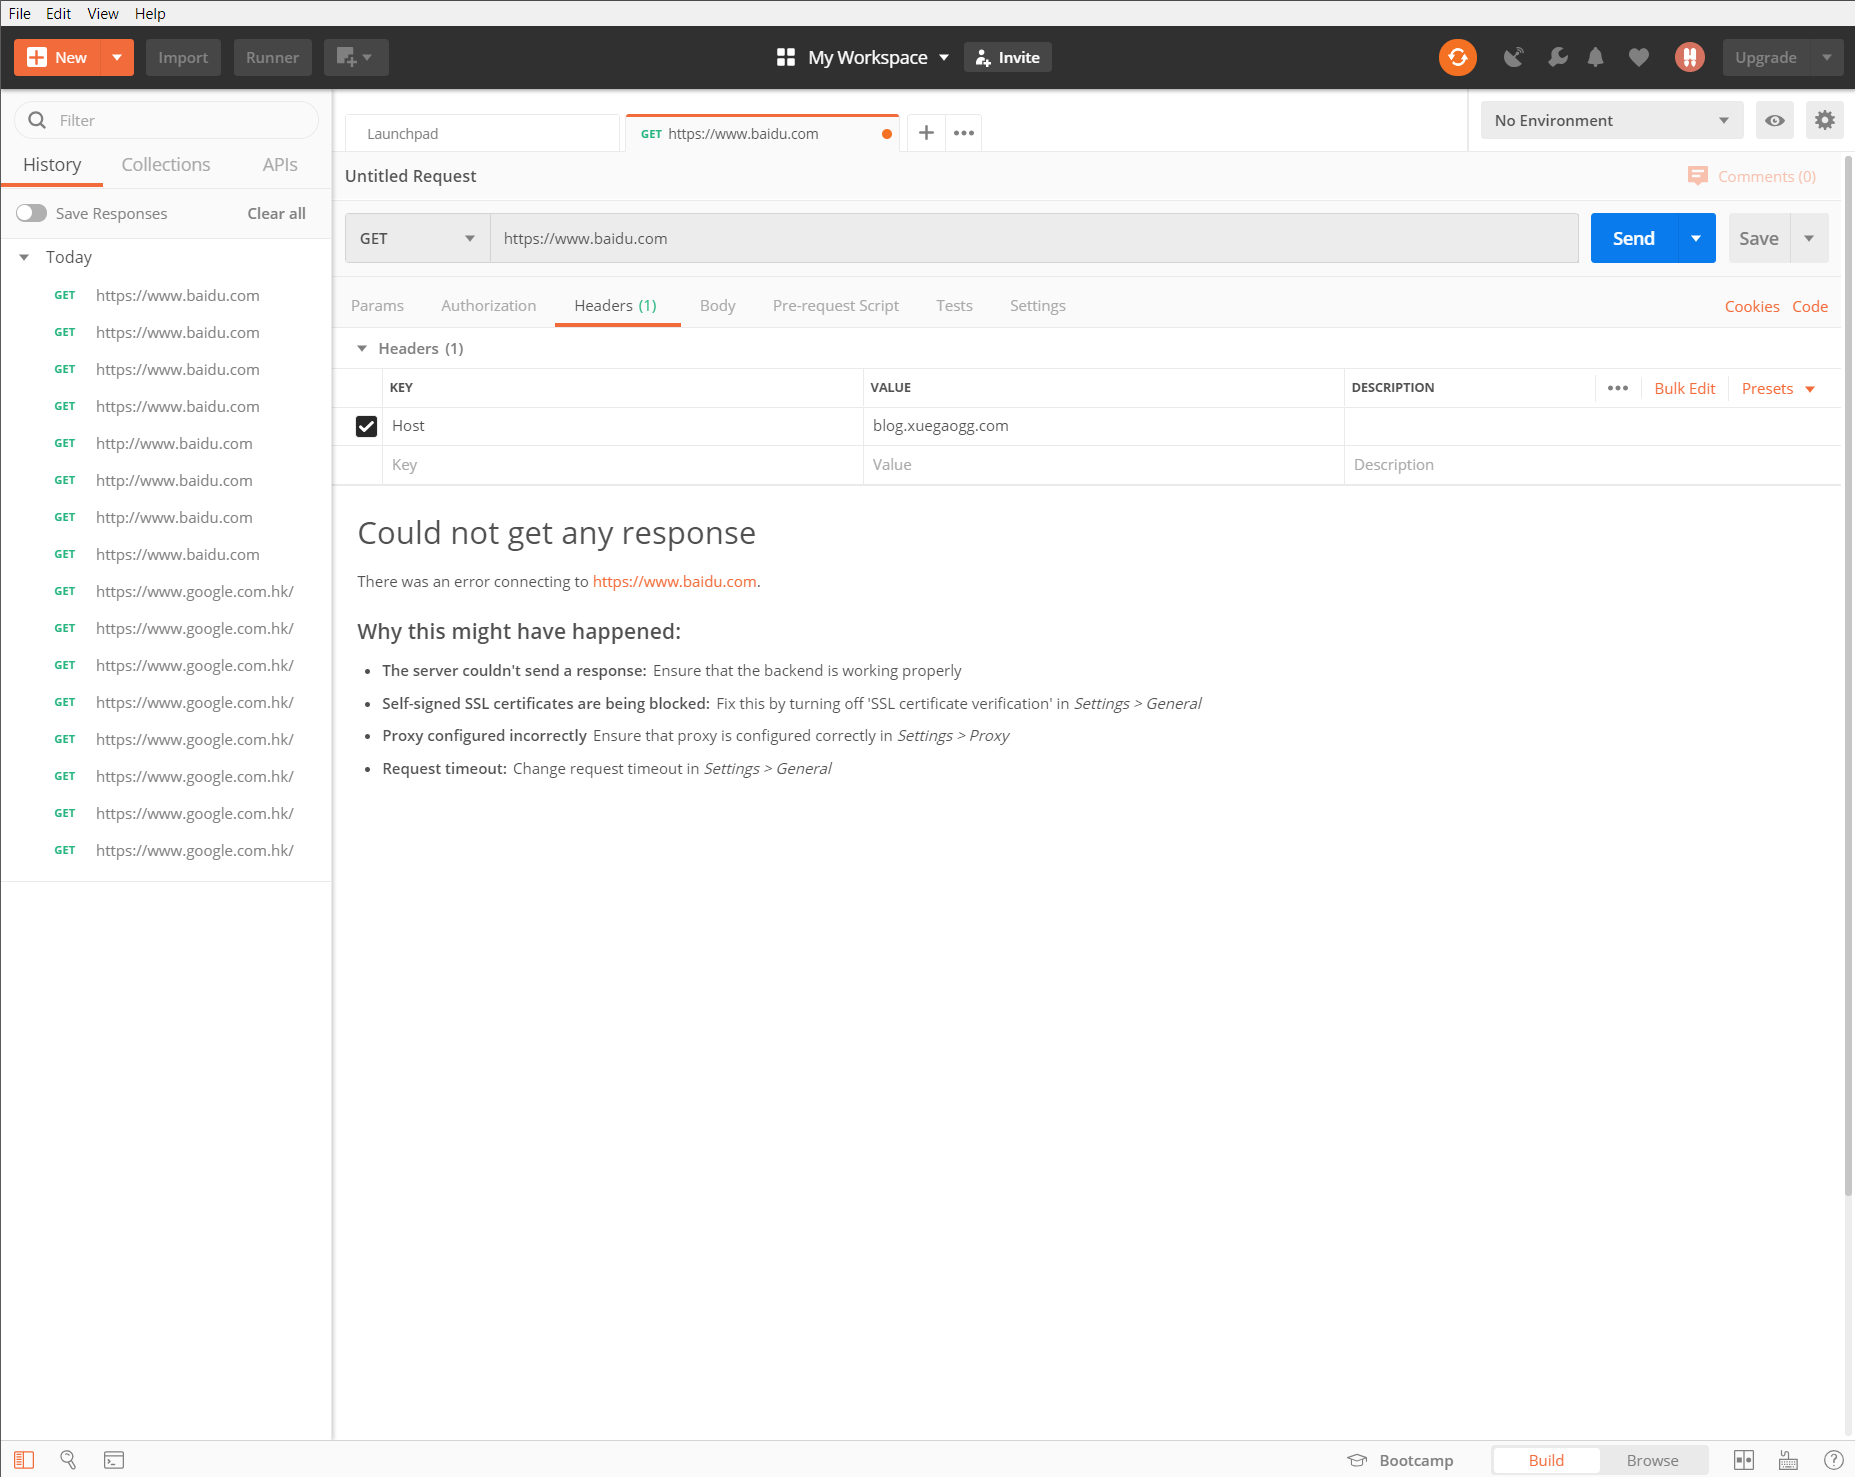 File Edit View Help
New Import Runner My Workspace Invite Upgrade
Filter
History Collections APIs
Save Responses Clear all
Today
GET https://www.baidu.com
GET https://www.baidu.com
GET https://www.baidu.com
GET https://www.baidu.com
GET http://www.baidu.com
GET http://www.baidu.com
GET http://www.baidu.com
GET https://www.baidu.com
GET https://www.google.com.hk/
GET https://www.google.com.hk/
GET https://www.google.com.hk/
GET https://www.google.com.hk/
GET https://www.google.com.hk/
GET https://www.google.com.hk/
GET https://www.google.com.hk/
GET https://www.google.com.hk/
Launchpad GET https://www.baidu.com No Environment
Untitled Request Comments (0)
GET https://www.baidu.com Send Save
Params Authorization Headers (1) Body Pre-request Script Tests Settings Cookies Code
Headers (1)
KEY VALUE DESCRIPTION Bulk Edit Presets
Host blog.xuegaogg.com
Key Value Description
Could not get any response
There was an error connecting to https://www.baidu.com.
Why this might have happened:
• The server couldn't send a response: Ensure that the backend is working properly
• Self-signed SSL certificates are being blocked: Fix this by turning off 'SSL certificate verification' in Settings > General
• Proxy configured incorrectly Ensure that proxy is configured correctly in Settings > Proxy
• Request timeout: Change request timeout in Settings > General
Bootcamp Build Browse